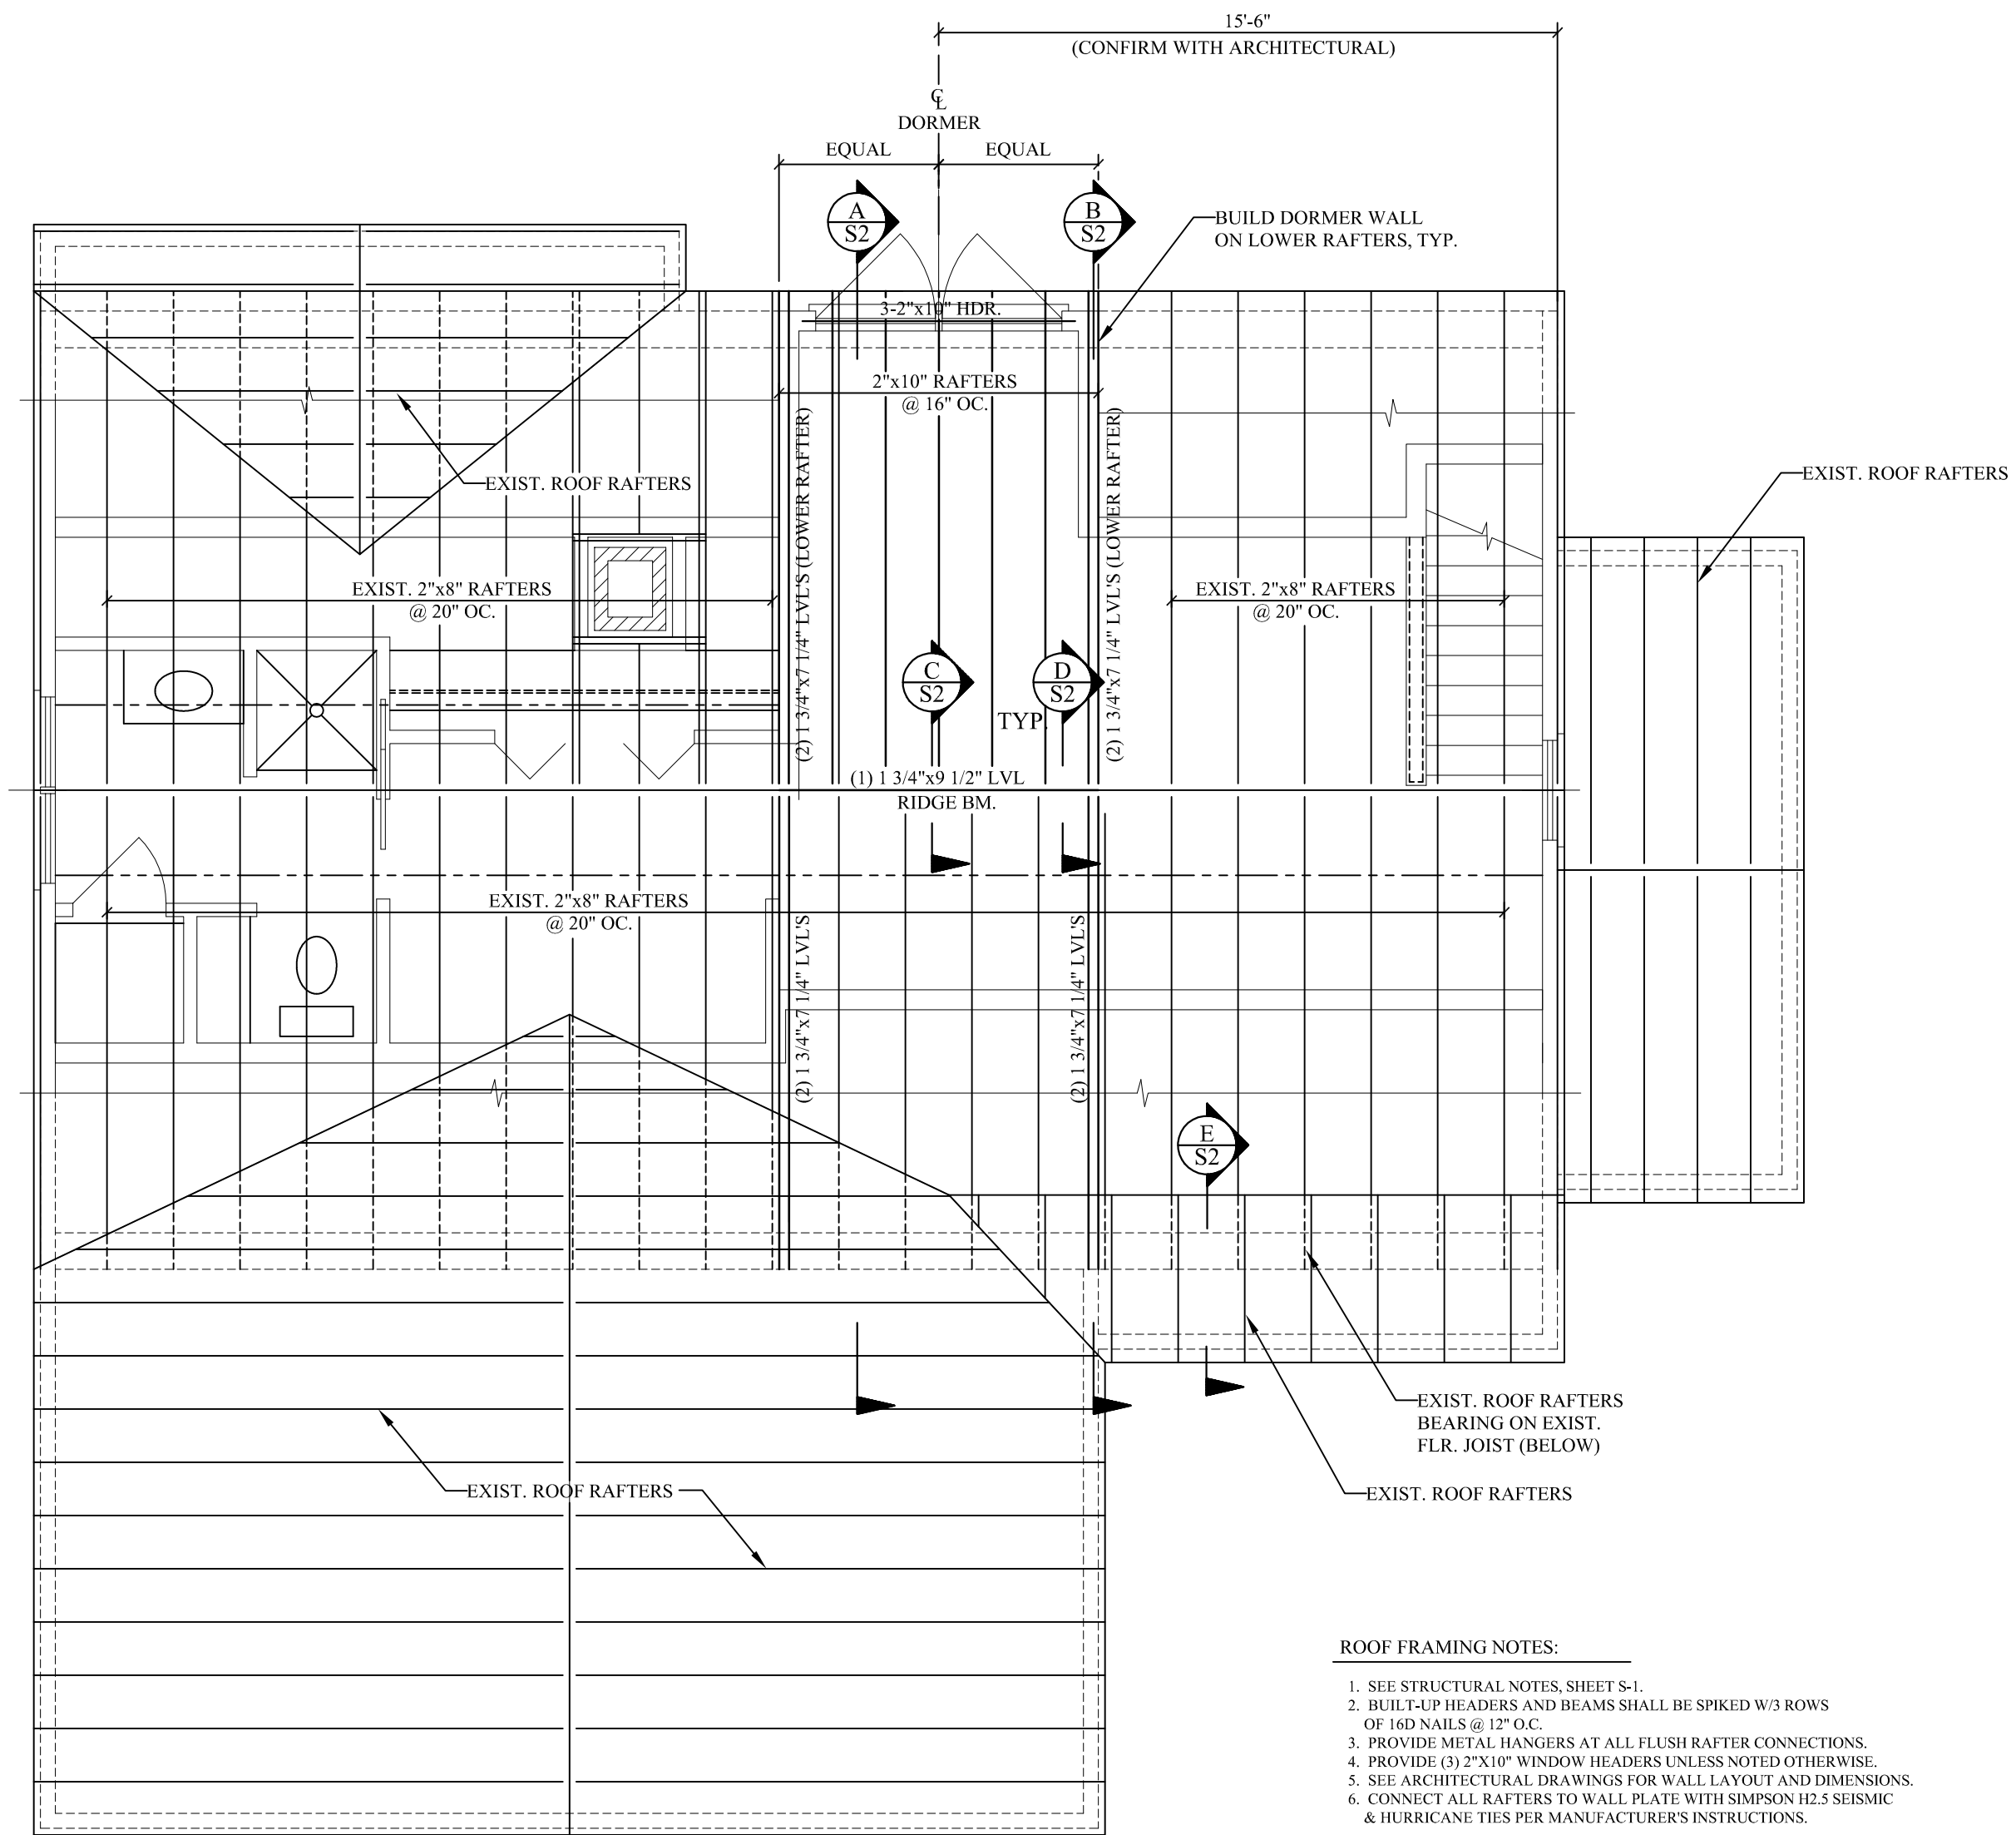 15'-6"
(CONFIRM WITH ARCHITECTURAL)
CL
DORMER
EQUAL
EQUAL
A
S2
B
S2
BUILD DORMER WALL
ON LOWER RAFTERS, TYP.
3-2"x10" HDR.
2"x10" RAFTERS
@ 16" OC.
(2) 1 3/4"x7 1/4" LVL'S (LOWER RAFTER)
(2) 1 3/4"x7 1/4" LVL'S (LOWER RAFTER)
EXIST. ROOF RAFTERS
EXIST. ROOF RAFTERS
EXIST. 2"x8" RAFTERS
@ 20" OC.
EXIST. 2"x8" RAFTERS
@ 20" OC.
C
S2
D
S2
TYP.
(1) 1 3/4"x9 1/2" LVL
RIDGE BM.
EXIST. 2"x8" RAFTERS
@ 20" OC.
(2) 1 3/4"x7 1/4" LVL'S
(2) 1 3/4"x7 1/4" LVL'S
E
S2
EXIST. ROOF RAFTERS
BEARING ON EXIST.
FLR. JOIST (BELOW)
EXIST. ROOF RAFTERS
EXIST. ROOF RAFTERS
ROOF FRAMING NOTES:
1. SEE STRUCTURAL NOTES, SHEET S-1.
2. BUILT-UP HEADERS AND BEAMS SHALL BE SPIKED W/3 ROWS
OF 16D NAILS @ 12" O.C.
3. PROVIDE METAL HANGERS AT ALL FLUSH RAFTER CONNECTIONS.
4. PROVIDE (3) 2"X10" WINDOW HEADERS UNLESS NOTED OTHERWISE.
5. SEE ARCHITECTURAL DRAWINGS FOR WALL LAYOUT AND DIMENSIONS.
6. CONNECT ALL RAFTERS TO WALL PLATE WITH SIMPSON H2.5 SEISMIC
& HURRICANE TIES PER MANUFACTURER'S INSTRUCTIONS.